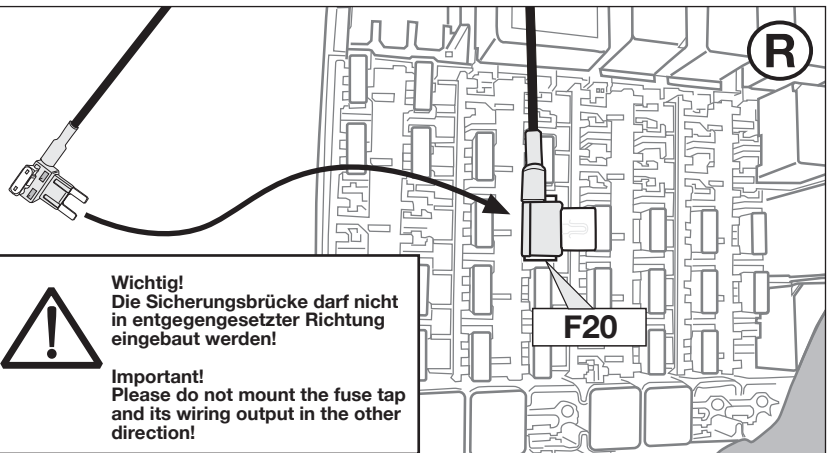 R
F20
Wichtig!
Die Sicherungsbrücke darf nicht
in entgegengesetzter Richtung
eingebaut werden!
Important!
Please do not mount the fuse tap
and its wiring output in the other
direction!